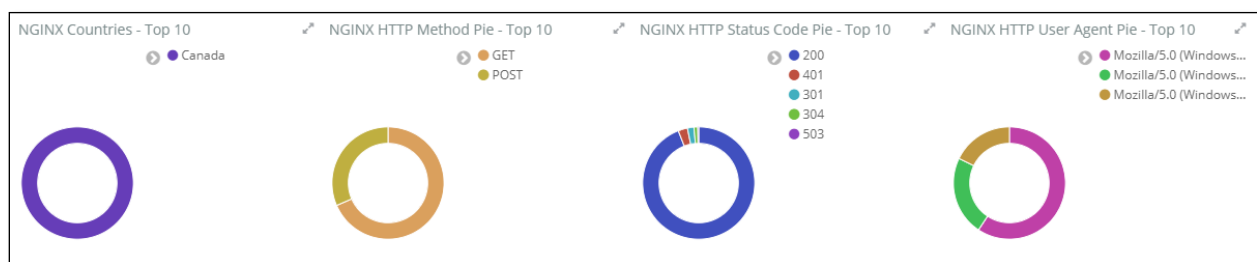 NGINX Countries - Top 10
Canada
NGINX HTTP Method Pie - Top 10
GET
POST
NGINX HTTP Status Code Pie - Top 10
200
401
301
304
503
NGINX HTTP User Agent Pie - Top 10
Mozilla/5.0 (Windows...
Mozilla/5.0 (Windows...
Mozilla/5.0 (Windows...